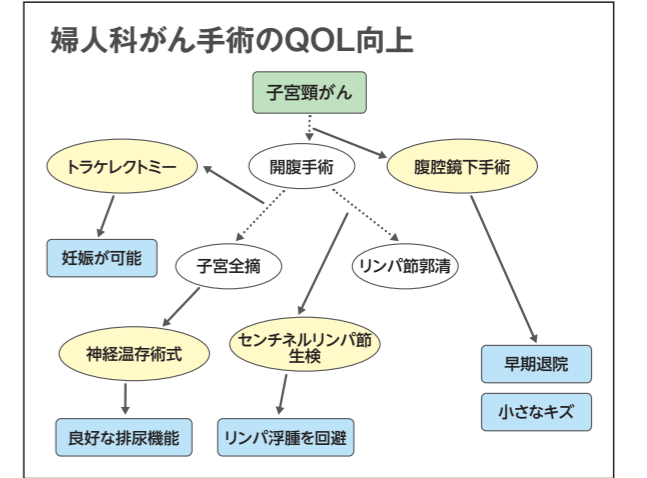 婦人科がん手術のQOL向上
子宮頸がん
トラケレクトミー
開腹手術
腹腔鏡下手術
妊娠が可能
子宮全摘
リンパ節郭清
神経温存術式
センチネルリンパ節
生検
早期退院
小さなキズ
良好な排尿機能
リンパ浮腫を回避